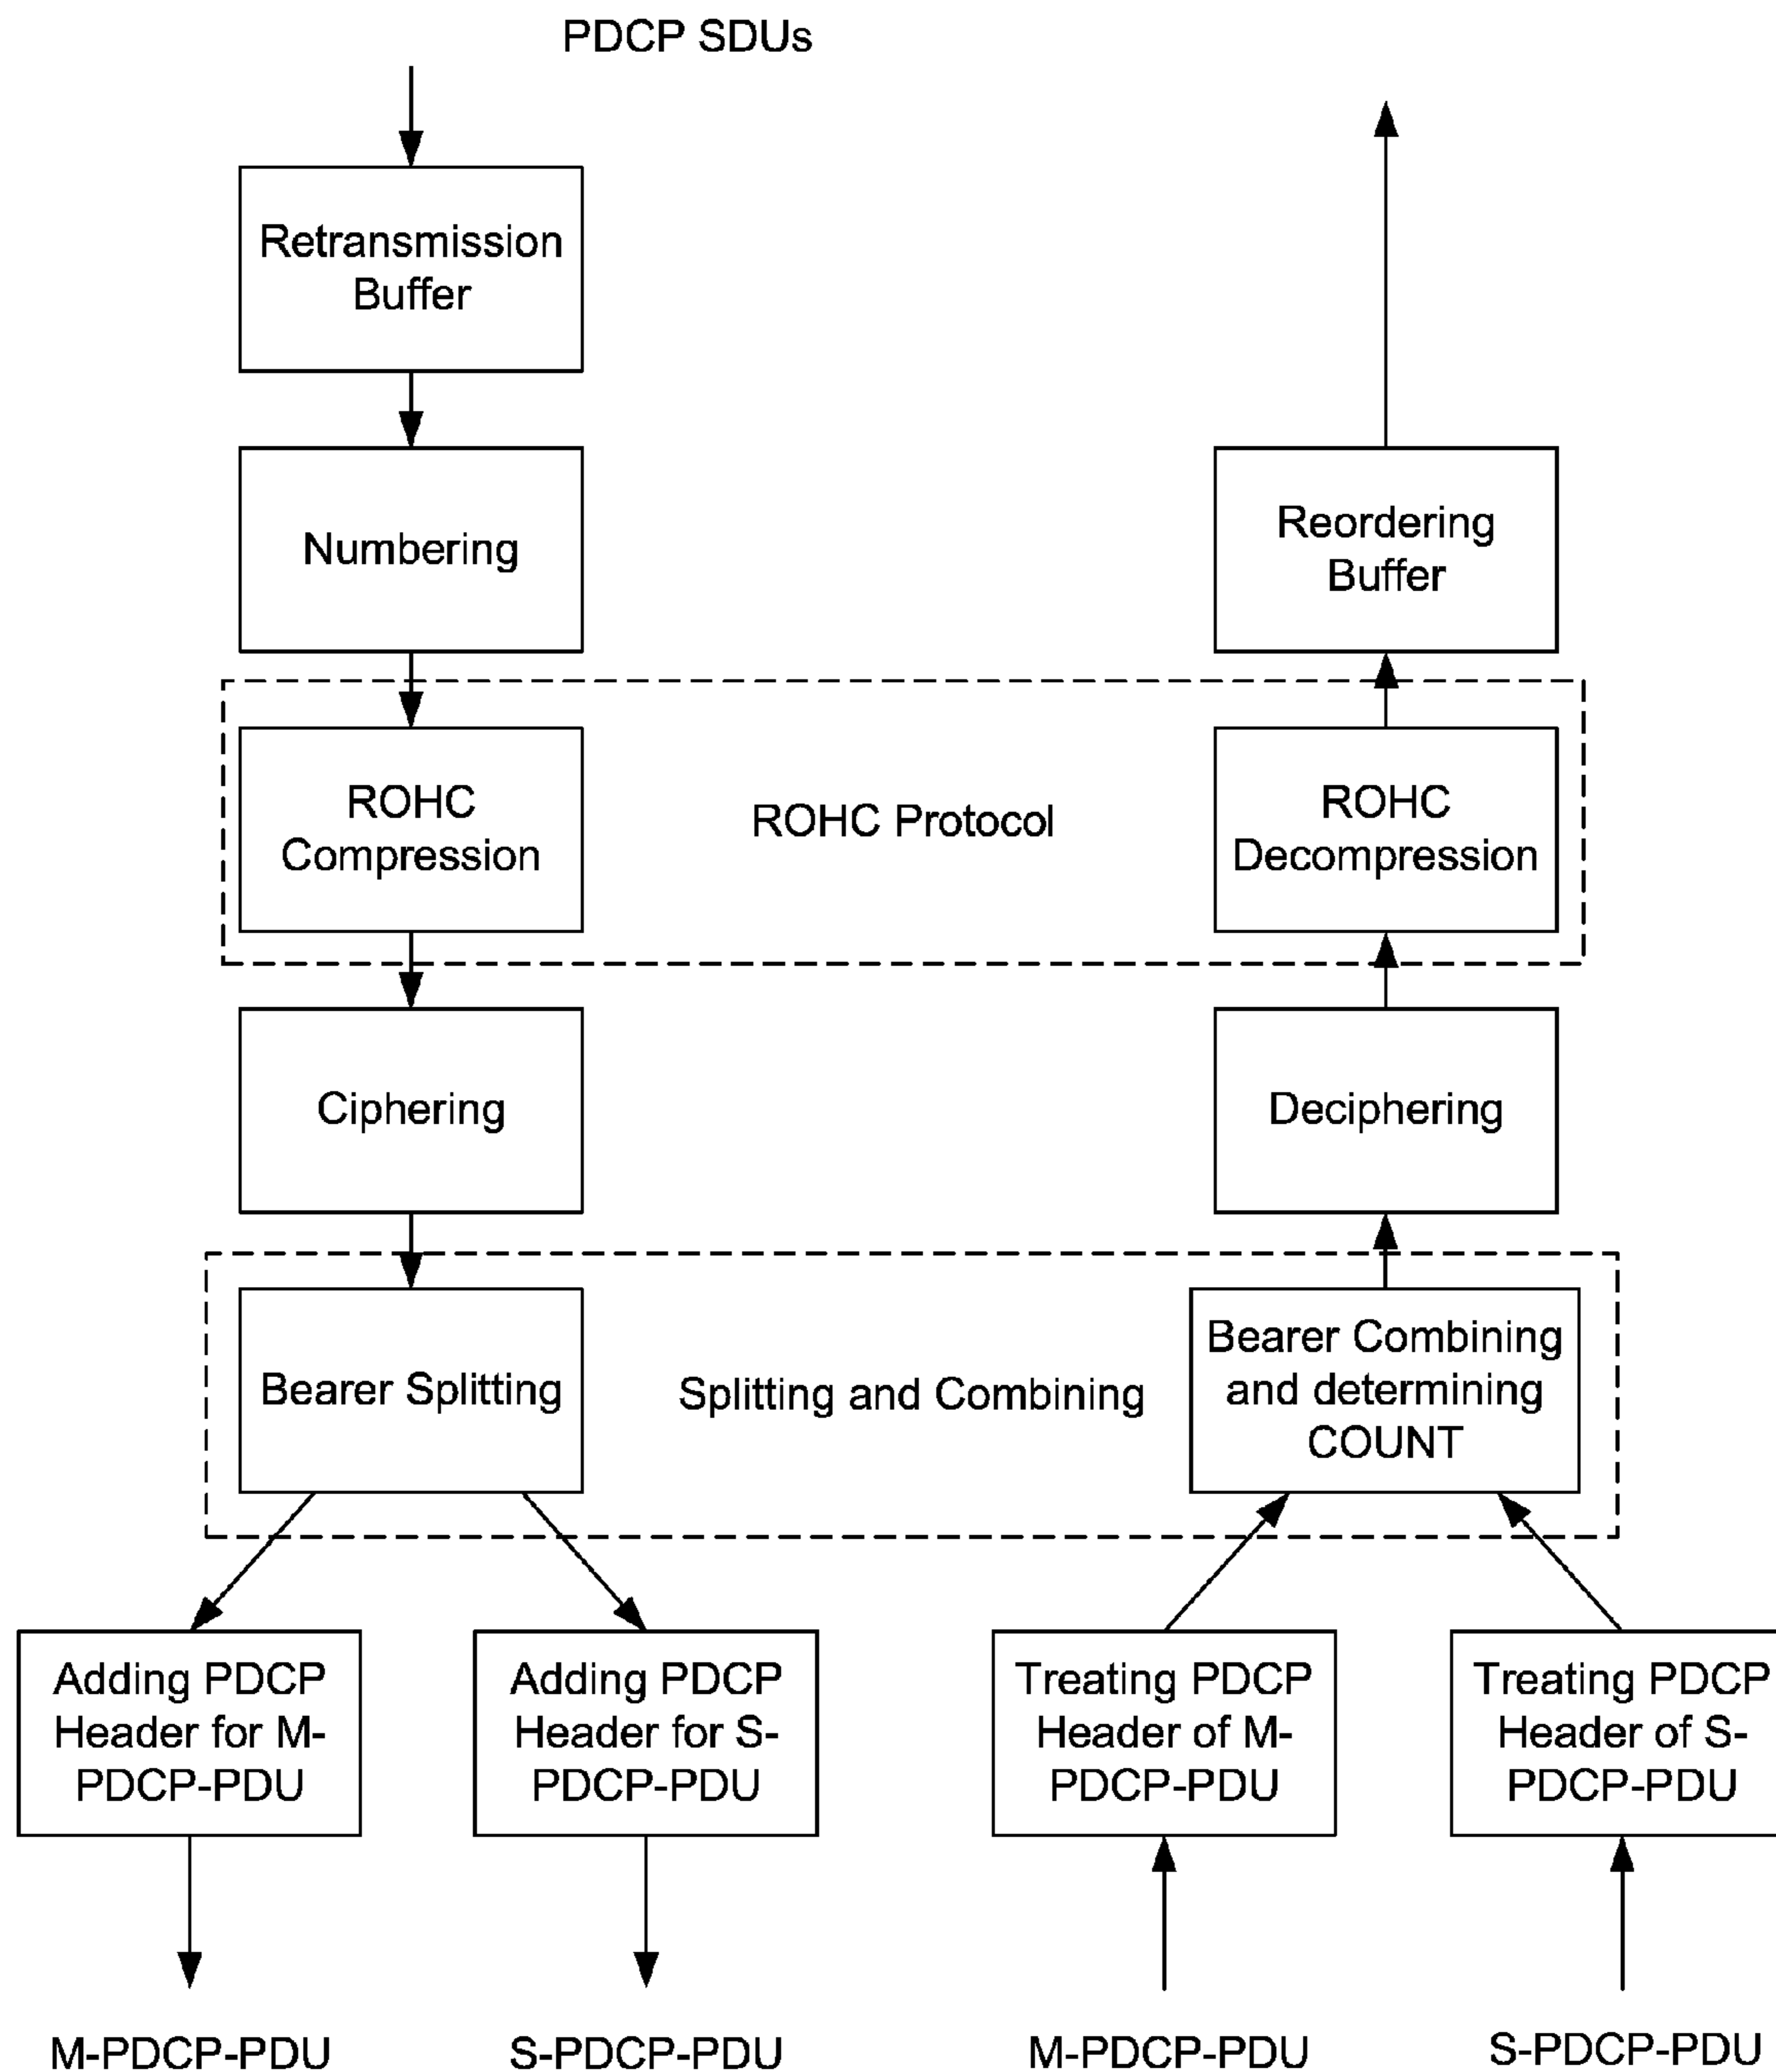 PDCP SDUs
Retransmission
Buffer
Numbering
Reordering
Buffer
ROHC
Compression
ROHC Protocol
ROHC
Decompression
Ciphering
Deciphering
Bearer Splitting
Splitting and Combining
Bearer Combining
and determining
COUNT
Adding PDCP
Header for M-
PDCP-PDU
Adding PDCP
Header for S-
PDCP-PDU
Treating PDCP
Header of M-
PDCP-PDU
Treating PDCP
Header of S-
PDCP-PDU
M-PDCP-PDU
S-PDCP-PDU
M-PDCP-PDU
S-PDCP-PDU